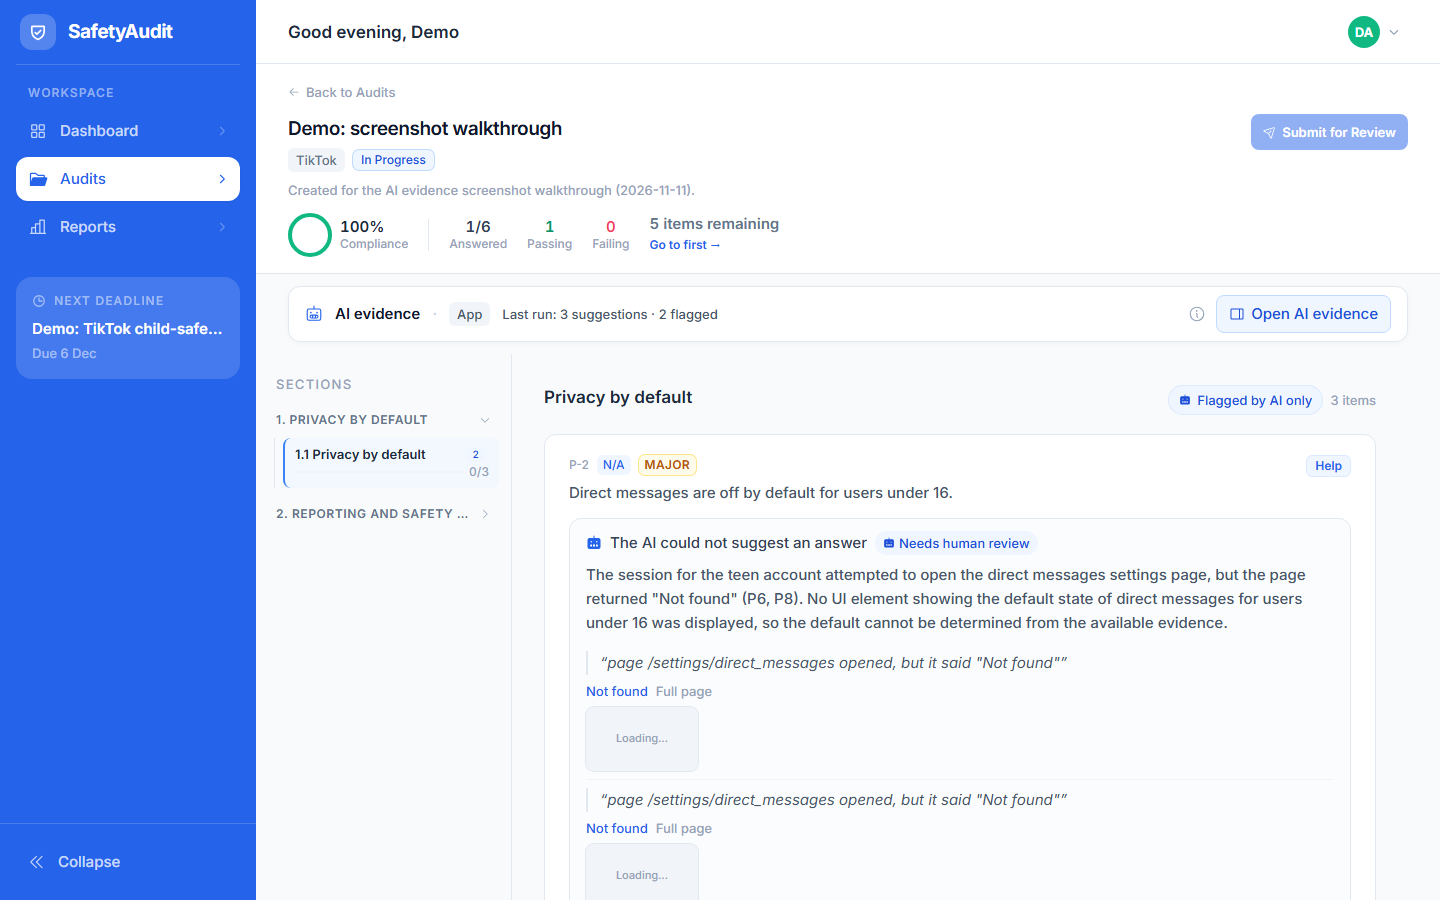 SafetyAudit
WORKSPACE
Dashboard
Audits
Reports
NEXT DEADLINE
Demo: TikTok child-safe...
Due 6 Dec
Collapse
Good evening, Demo
DA
← Back to Audits
Demo: screenshot walkthrough
Submit for Review
TikTok In Progress
Created for the AI evidence screenshot walkthrough (2026-11-11).
100%
Compliance
1/6
Answered
1
Passing
0
Failing
5 items remaining
Go to first →
AI evidence · App Last run: 3 suggestions · 2 flagged
Open AI evidence
SECTIONS
1. PRIVACY BY DEFAULT
1.1 Privacy by default 2
0/3
2. REPORTING AND SAFETY ...
Privacy by default
Flagged by AI only 3 items
P-2 N/A MAJOR
Help
Direct messages are off by default for users under 16.
The AI could not suggest an answer Needs human review
The session for the teen account attempted to open the direct messages settings page, but the page
returned "Not found" (P6, P8). No UI element showing the default state of direct messages for users
under 16 was displayed, so the default cannot be determined from the available evidence.
“page /settings/direct_messages opened, but it said "Not found"”
Not found Full page
Loading...
“page /settings/direct_messages opened, but it said "Not found"”
Not found Full page
Loading...